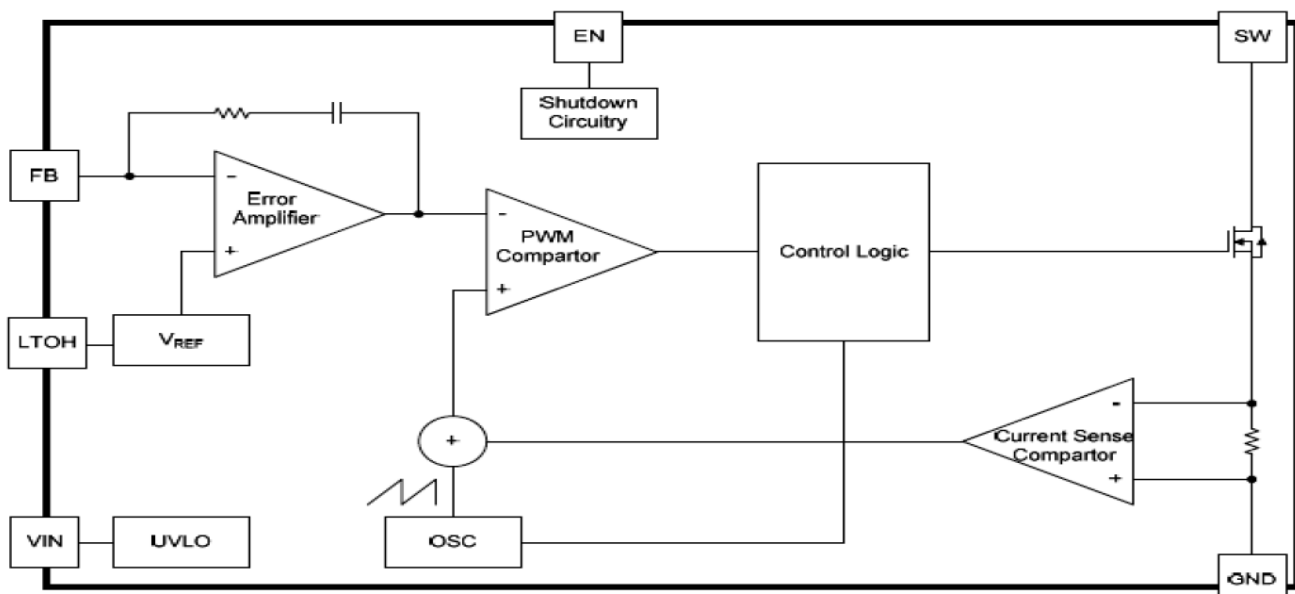 EN
SW
Shutdown
Circuitry
FB
-
Error
Amplifier
+
-
PWM
Compartor
+
Control Logic
LTOH
VREF
-
Current Sense
Compartor
+
+
VIN
UVLO
OSC
GND